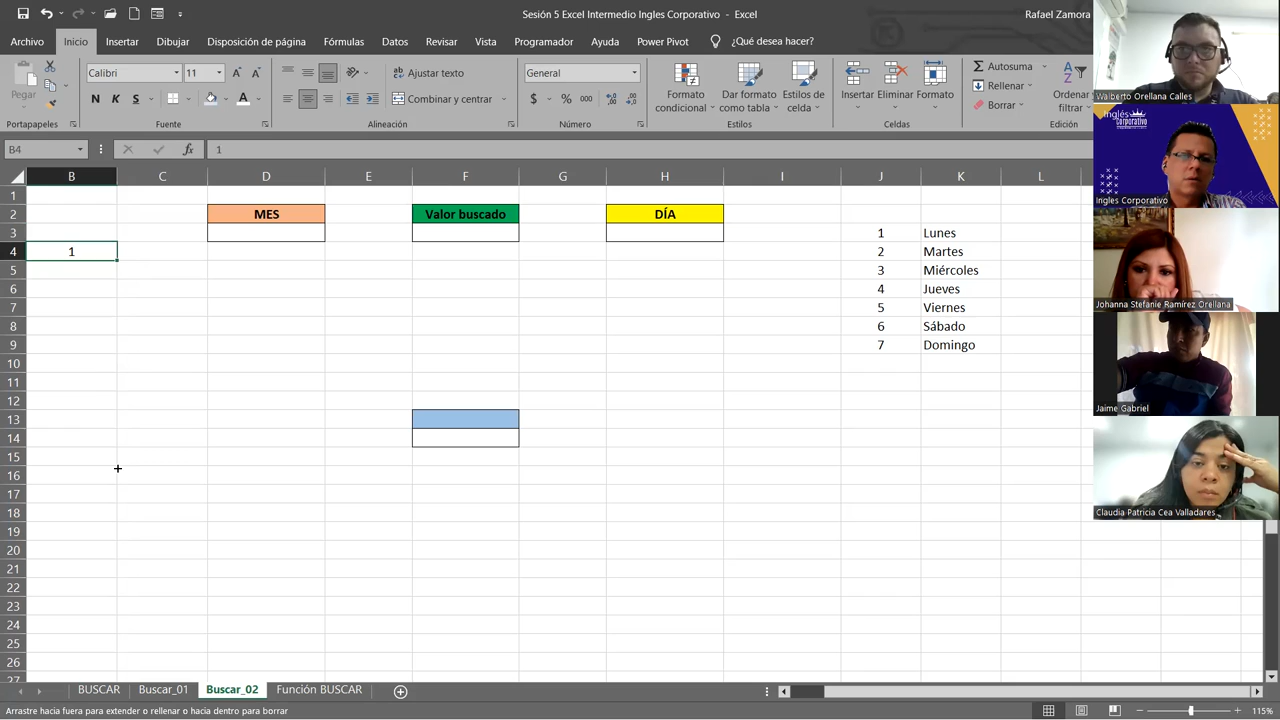 Sesión 5 Excel Intermedio Ingles Corporativo - Excel
Rafael Zamora
Archivo Inicio Insertar Dibujar Disposición de página Fórmulas Datos Revisar Vista Programador Ayuda Power Pivot ¿Qué desea hacer?
Pegar
Calibri 11
N K S
Ajustar texto
Combinar y centrar
General
$ % 000
Formato condicional
Dar formato como tabla
Estilos de celda
Insertar Eliminar Formato
Autosuma
Rellenar
Borrar
Ordenar filtrar
Portapapeles Fuente Alineación Número Estilos Celdas Edición
B4 fx 1
B C D E F G H I J K L
1
2 MES Valor buscado DÍA
3 1 Lunes
4 1 2 Martes
5 3 Miércoles
6 4 Jueves
7 5 Viernes
8 6 Sábado
9 7 Domingo
10
11
12
13
14
15
16
17
18
19
20
21
22
23
24
25
26
27
BUSCAR Buscar_01 Buscar_02 Función BUSCAR
Arrastre hacia fuera para extender o rellenar o hacia dentro para borrar
115%
Walberto Orellana Calles
Inglés Corporativo
Ingles Corporativo
Johanna Stefanie Ramírez Orellana
Jaime Gabriel
Claudia Patricia Cea Valladares